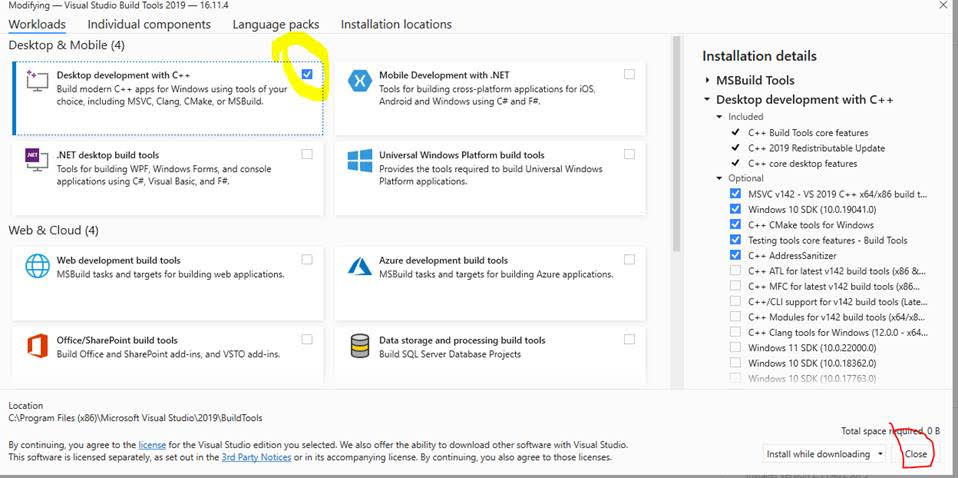 Modifying — Visual Studio Build Tools 2019 — 16.11.4
Workloads
Individual components
Language packs
Installation locations
Desktop & Mobile (4)
Desktop development with C++
Build modern C++ apps for Windows using tools of your
choice, including MSVC, Clang, CMake, or MSBuild.
Mobile Development with .NET
Tools for building cross-platform applications for iOS,
Android and Windows using C# and F#.
.NET desktop build tools
Tools for building WPF, Windows Forms, and console
applications using C#, Visual Basic, and F#.
Universal Windows Platform build tools
Provides the tools required to build Universal Windows
Platform applications.
Web & Cloud (4)
Web development build tools
MSBuild tasks and targets for building web applications.
Azure development build tools
MSBuild tasks and targets for building Azure applications.
Office/SharePoint build tools
Build Office and SharePoint add-ins, and VSTO add-ins.
Data storage and processing build tools
Build SQL Server Database Projects
Installation details
MSBuild Tools
Desktop development with C++
Included
C++ Build Tools core features
C++ 2019 Redistributable Update
C++ core desktop features
Optional
MSVC v142 - VS 2019 C++ x64/x86 build t...
Windows 10 SDK (10.0.19041.0)
C++ CMake tools for Windows
Testing tools core features - Build Tools
C++ AddressSanitizer
C++ ATL for latest v142 build tools (x86 &...
C++ MFC for latest v142 build tools (x86...
C++/CLI support for v142 build tools (Late...
C++ Modules for v142 build tools (x64/x8...
C++ Clang tools for Windows (12.0.0 - x64...
Windows 11 SDK (10.0.22000.0)
Windows 10 SDK (10.0.18362.0)
Windows 10 SDK (10.0.17763.0)
Location
C:\Program Files (x86)\Microsoft Visual Studio\2019\BuildTools
By continuing, you agree to the license for the Visual Studio edition you selected. We also offer the ability to download other software with Visual Studio.
This software is licensed separately, as set out in the 3rd Party Notices or in its accompanying license. By continuing, you also agree to those licenses.
Total space required 0 B
Install while downloading
Close